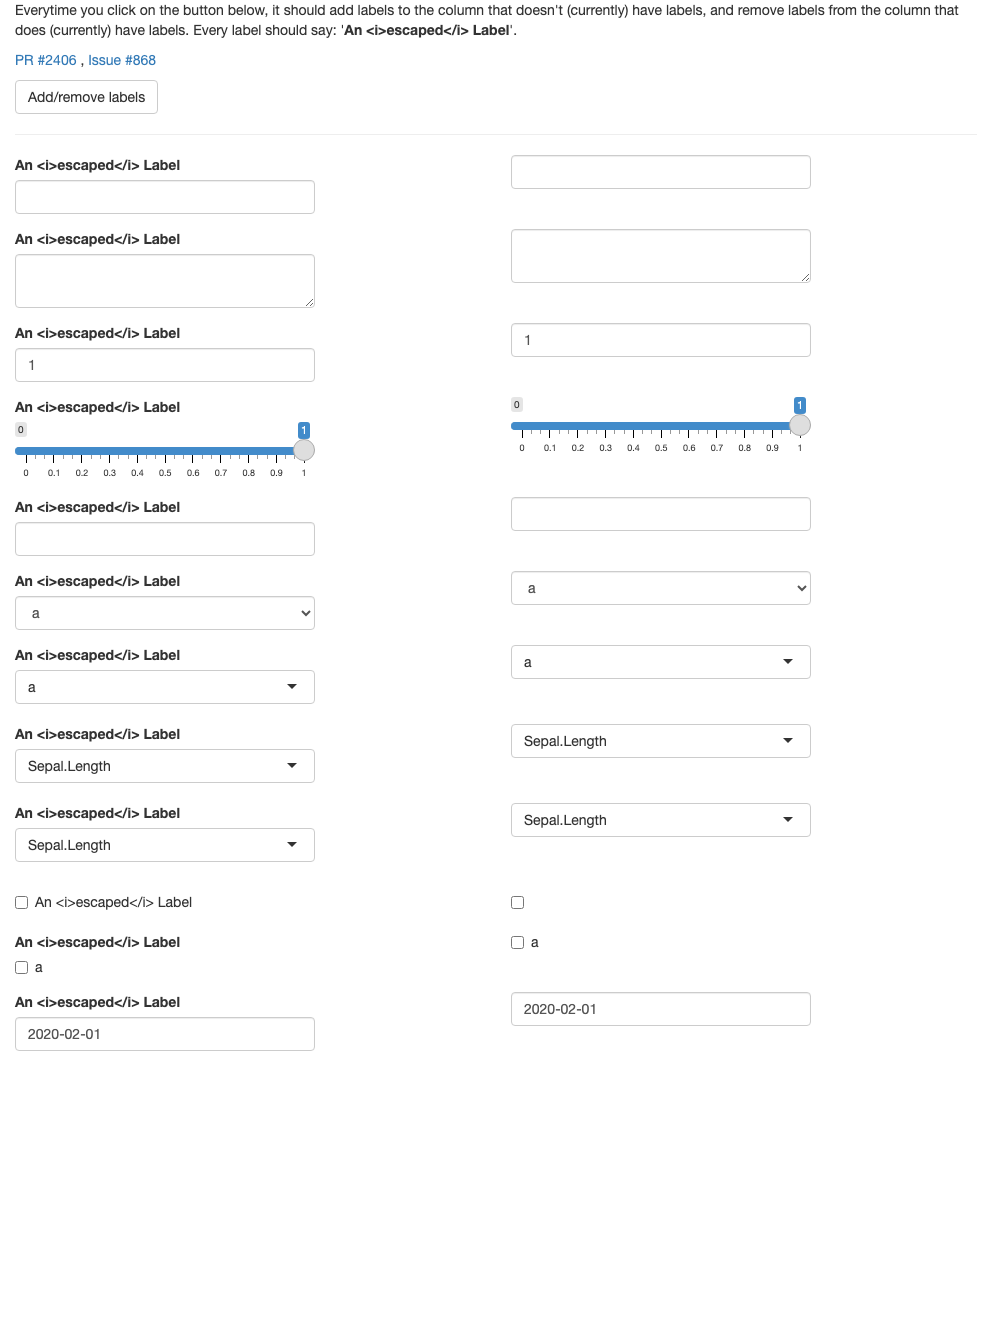 Everytime you click on the button below, it should add labels to the column that doesn't (currently) have labels, and remove labels from the column that
does (currently) have labels. Every label should say: 'An <i>escaped</i> Label'.
PR #2406 , Issue #868
Add/remove labels
An <i>escaped</i> Label
An <i>escaped</i> Label
An <i>escaped</i> Label
1
1
An <i>escaped</i> Label
0 1
0 0.1 0.2 0.3 0.4 0.5 0.6 0.7 0.8 0.9 1
0 1
0 0.1 0.2 0.3 0.4 0.5 0.6 0.7 0.8 0.9 1
An <i>escaped</i> Label
An <i>escaped</i> Label
a
a
An <i>escaped</i> Label
a
a
An <i>escaped</i> Label
Sepal.Length
Sepal.Length
An <i>escaped</i> Label
Sepal.Length
Sepal.Length
An <i>escaped</i> Label
An <i>escaped</i> Label
a
a
An <i>escaped</i> Label
2020-02-01
2020-02-01